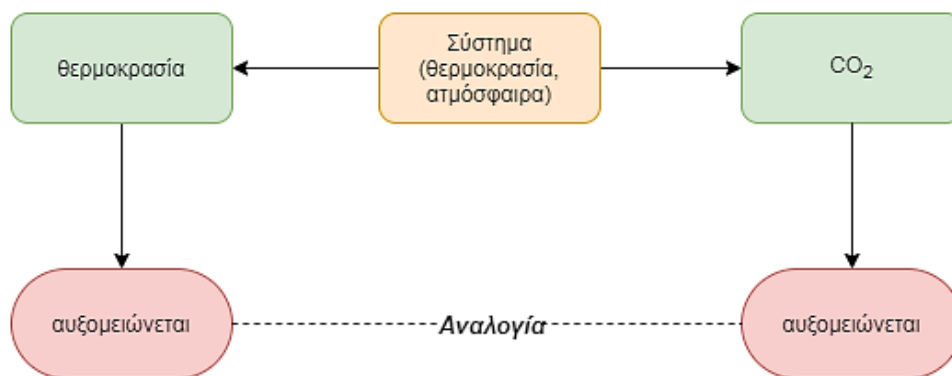 θερμοκρασία
Σύστημα
(θερμοκρασία,
ατμόσφαιρα)
CO₂
αυξομειώνεται
Αναλογία
αυξομειώνεται